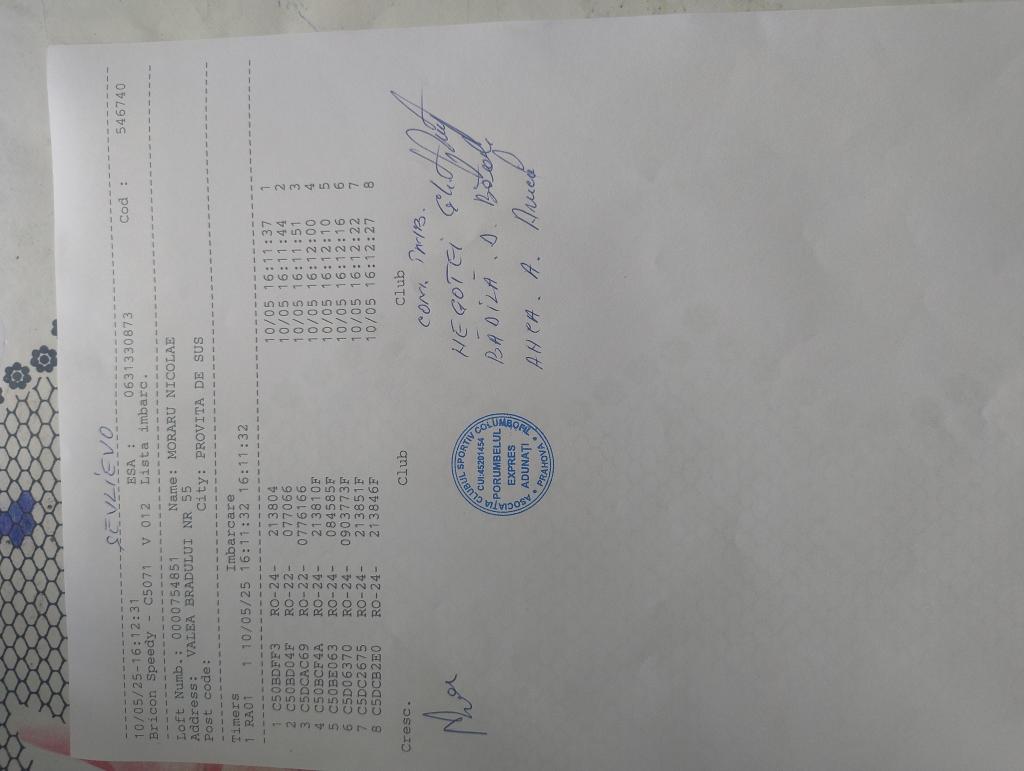 SEVLIEVO
--------------------------------------------------------
10/05/25-16:12:31 ESA : 0631330873 Cod : 546740
Bricon Speedy - C5071 V 012 Lista imbarc.
--------------------------------------------------------
Loft Numb.: 0000754851 Name: MORARU NICOLAE
Address: VALEA BRADULUI NR 55
Post code: City: PROVITA DE SUS
--------------------------------------------------------
Timers Imbarcare
1 RA01 1 10/05/25 16:11:32 16:11:32
--------------------------------------------------------
1 C50BDFF3 RO-24- 213804 10/05 16:11:37 1
2 C50BD04F RO-22- 077066 10/05 16:11:44 2
3 C5DCAC69 RO-22- 0776166 10/05 16:11:51 3
4 C50BCF4A RO-24- 213810F 10/05 16:12:00 4
5 C50BE063 RO-24- 084585F 10/05 16:12:10 5
6 C5D06370 RO-24- 0903773F 10/05 16:12:16 6
7 C5DC2675 RO-24- 213851F 10/05 16:12:22 7
8 C5DCB2E0 RO-24- 213846F 10/05 16:12:27 8
Cresc. Club Club
COM. IMB.
NEGOTEI
BĂDILĂ . D.
ANCA . A. Anca
ASOCIAȚIA CLUBUL SPORTIV COLUMBOFIL
CUI:45201454
PORUMBELUL
EXPRES
ADUNAȚI
* PRAHOVA *